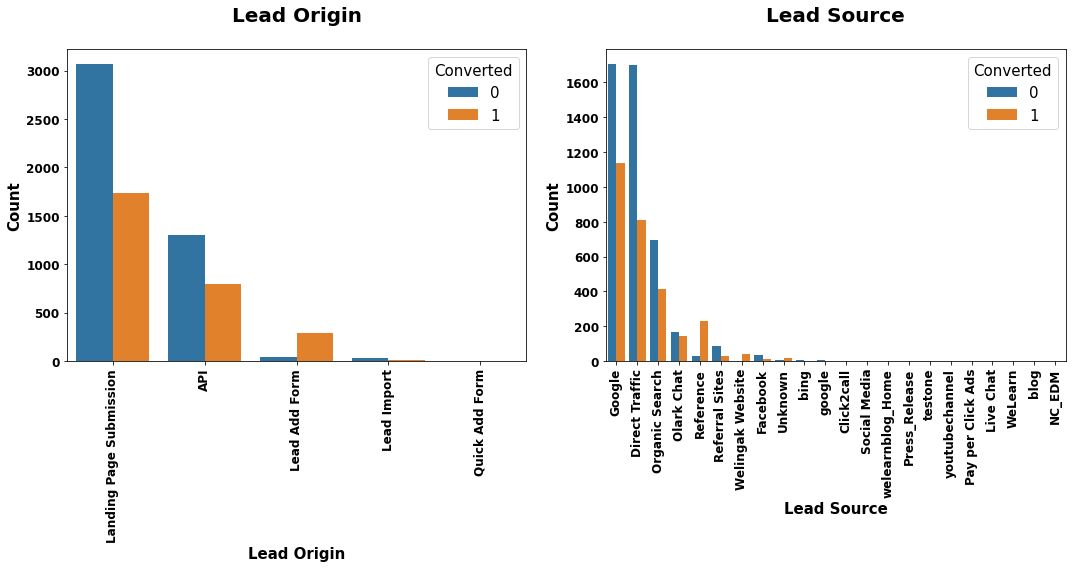 Lead Origin
Count
3000
2500
2000
1500
1000
500
0
Converted
0
1
Landing Page Submission
API
Lead Add Form
Lead Import
Quick Add Form
Lead Origin
Lead Source
Count
1600
1400
1200
1000
800
600
400
200
0
Converted
0
1
Google
Direct Traffic
Organic Search
Olark Chat
Reference
Referral Sites
Welingak Website
Facebook
Unknown
bing
google
Click2call
Social Media
welearnblog_Home
Press_Release
testone
youtubechannel
Pay per Click Ads
Live Chat
WeLearn
blog
NC_EDM
Lead Source